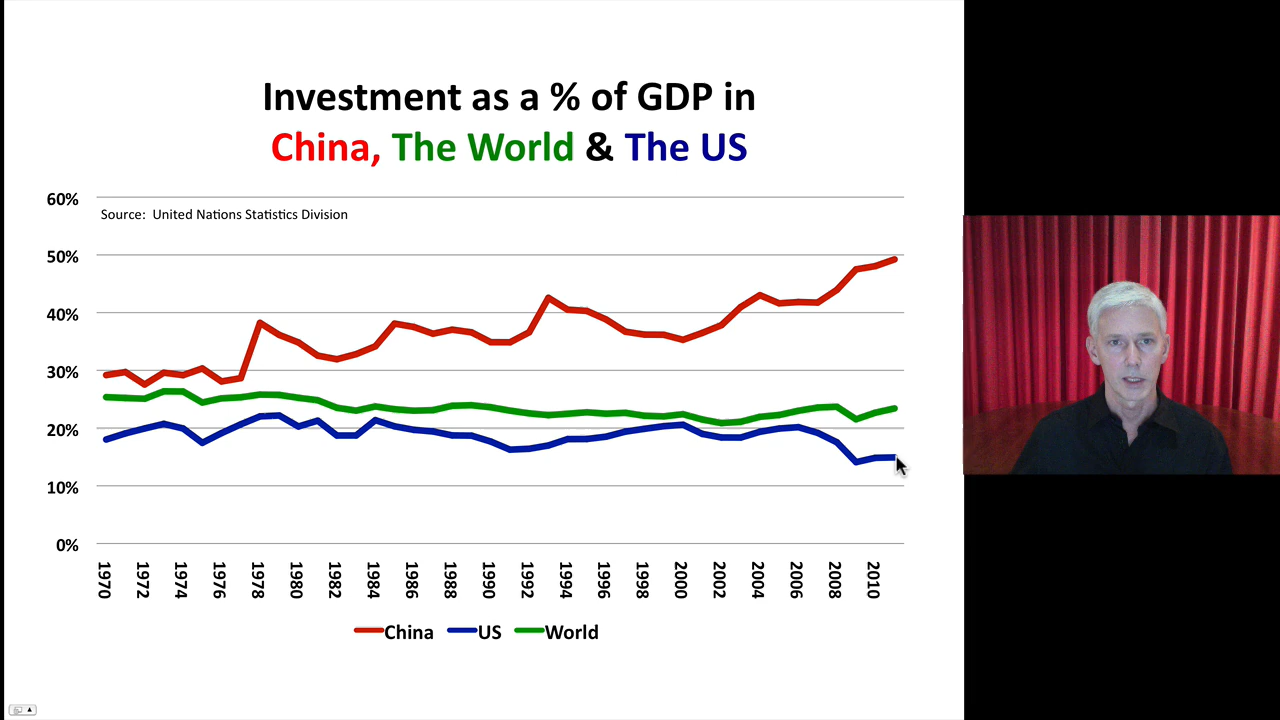 Investment as a % of GDP in
China, The World & The US
60%
Source: United Nations Statistics Division
50%
40%
30%
20%
10%
0%
1970 1972 1974 1976 1978 1980 1982 1984 1986 1988 1990 1992 1994 1996 1998 2000 2002 2004 2006 2008 2010
China US World